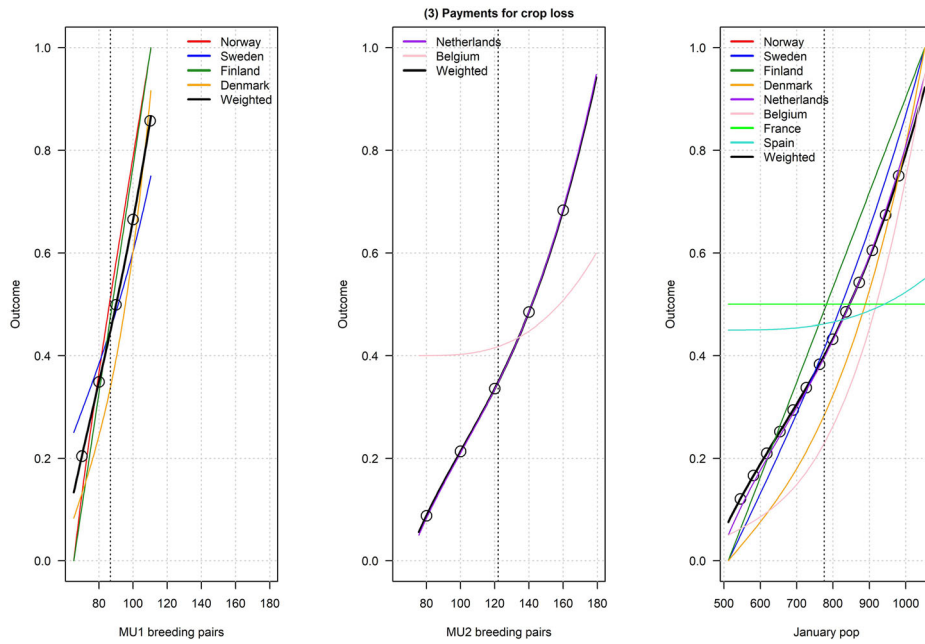 (3) Payments for crop loss
Outcome
1.0
0.8
0.6
0.4
0.2
0.0
Norway
Sweden
Finland
Denmark
Weighted
80 100 120 140 160 180
MU1 breeding pairs
Outcome
1.0
0.8
0.6
0.4
0.2
0.0
Netherlands
Belgium
Weighted
80 100 120 140 160 180
MU2 breeding pairs
Outcome
1.0
0.8
0.6
0.4
0.2
0.0
Norway
Sweden
Finland
Denmark
Netherlands
Belgium
France
Spain
Weighted
500 600 700 800 900 1000
January pop